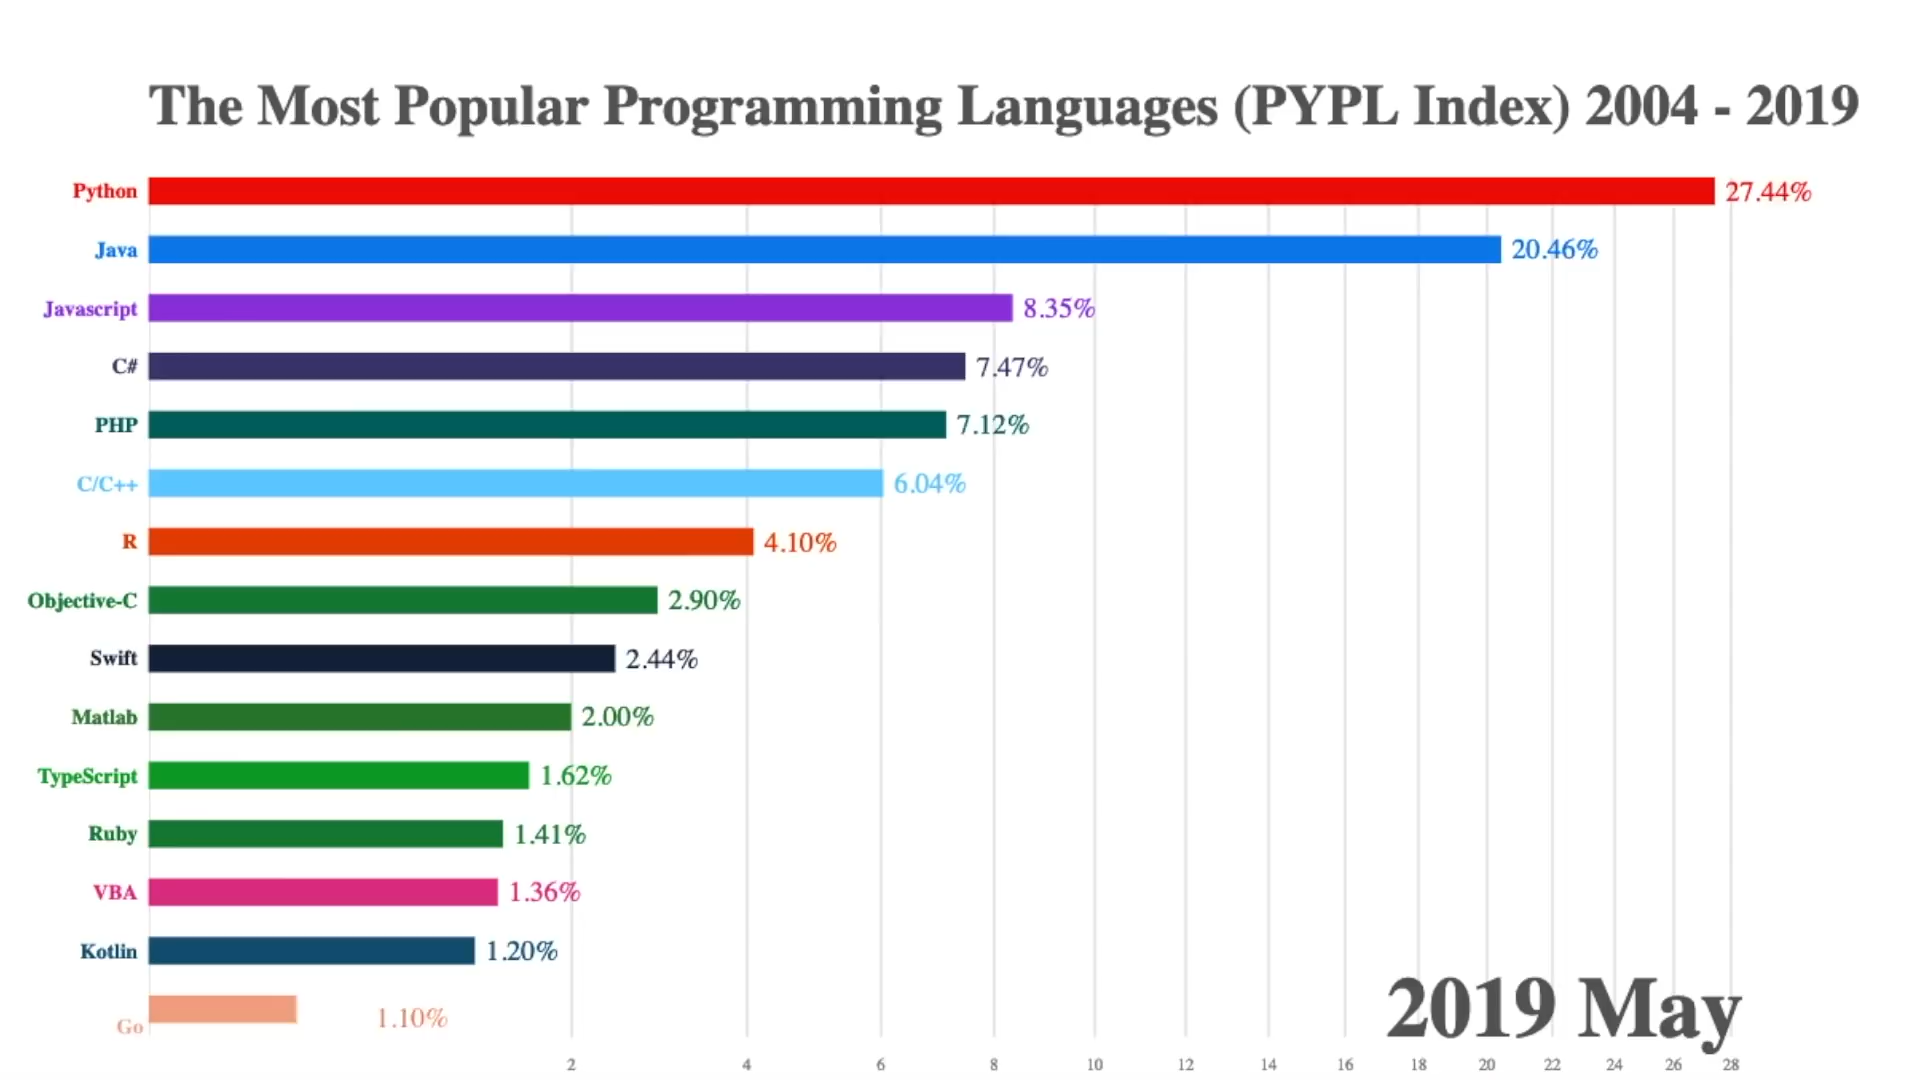 The Most Popular Programming Languages (PYPL Index) 2004 - 2019
Python 27.44%
Java 20.46%
Javascript 8.35%
C# 7.47%
PHP 7.12%
C/C++ 6.04%
R 4.10%
Objective-C 2.90%
Swift 2.44%
Matlab 2.00%
TypeScript 1.62%
Ruby 1.41%
VBA 1.36%
Kotlin 1.20%
Go 1.10%
2019 May
2 4 6 8 10 12 14 16 18 20 22 24 26 28